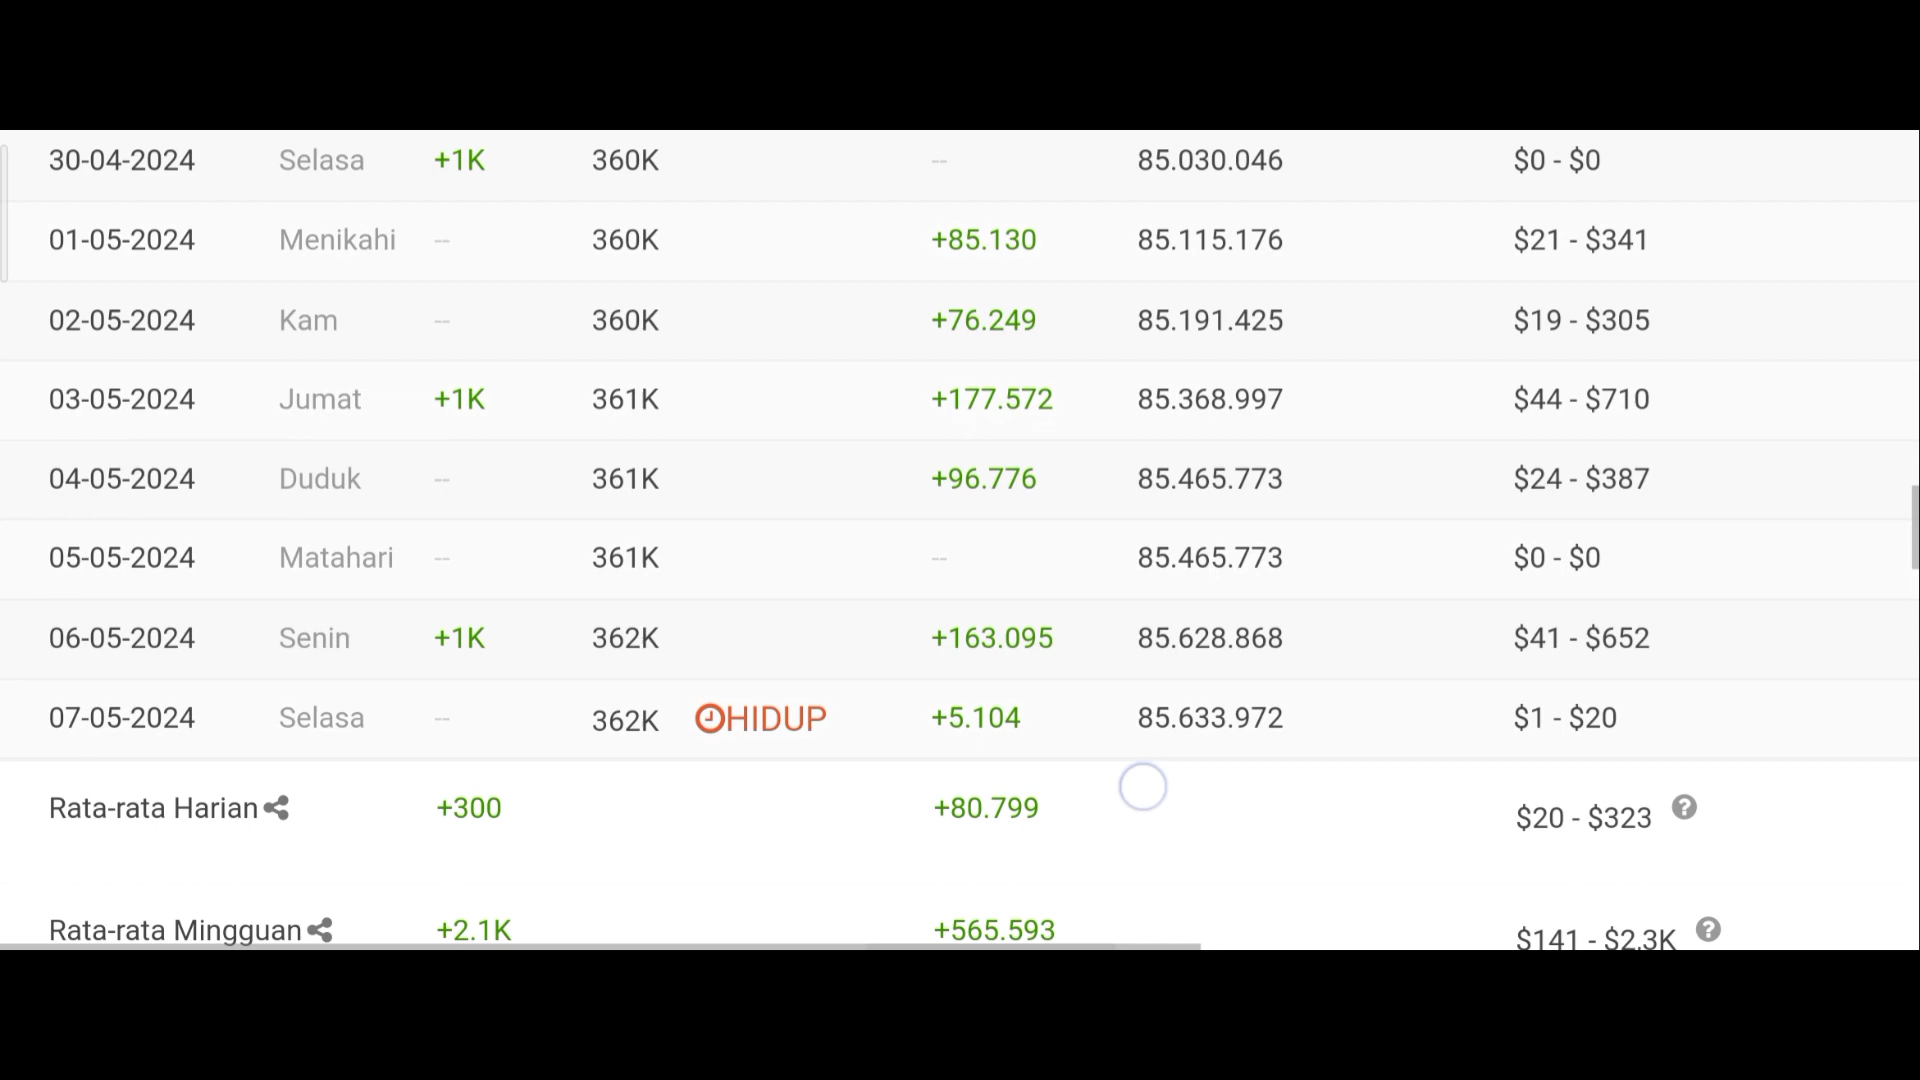 30-04-2024 Selasa +1K 360K -- 85.030.046 $0 - $0
01-05-2024 Menikahi -- 360K +85.130 85.115.176 $21 - $341
02-05-2024 Kam -- 360K +76.249 85.191.425 $19 - $305
03-05-2024 Jumat +1K 361K +177.572 85.368.997 $44 - $710
04-05-2024 Duduk -- 361K +96.776 85.465.773 $24 - $387
05-05-2024 Matahari -- 361K -- 85.465.773 $0 - $0
06-05-2024 Senin +1K 362K +163.095 85.628.868 $41 - $652
07-05-2024 Selasa -- 362K HIDUP +5.104 85.633.972 $1 - $20
Rata-rata Harian +300 +80.799 $20 - $323 ?
Rata-rata Mingguan +2.1K +565.593 $141 - $2,3K ?